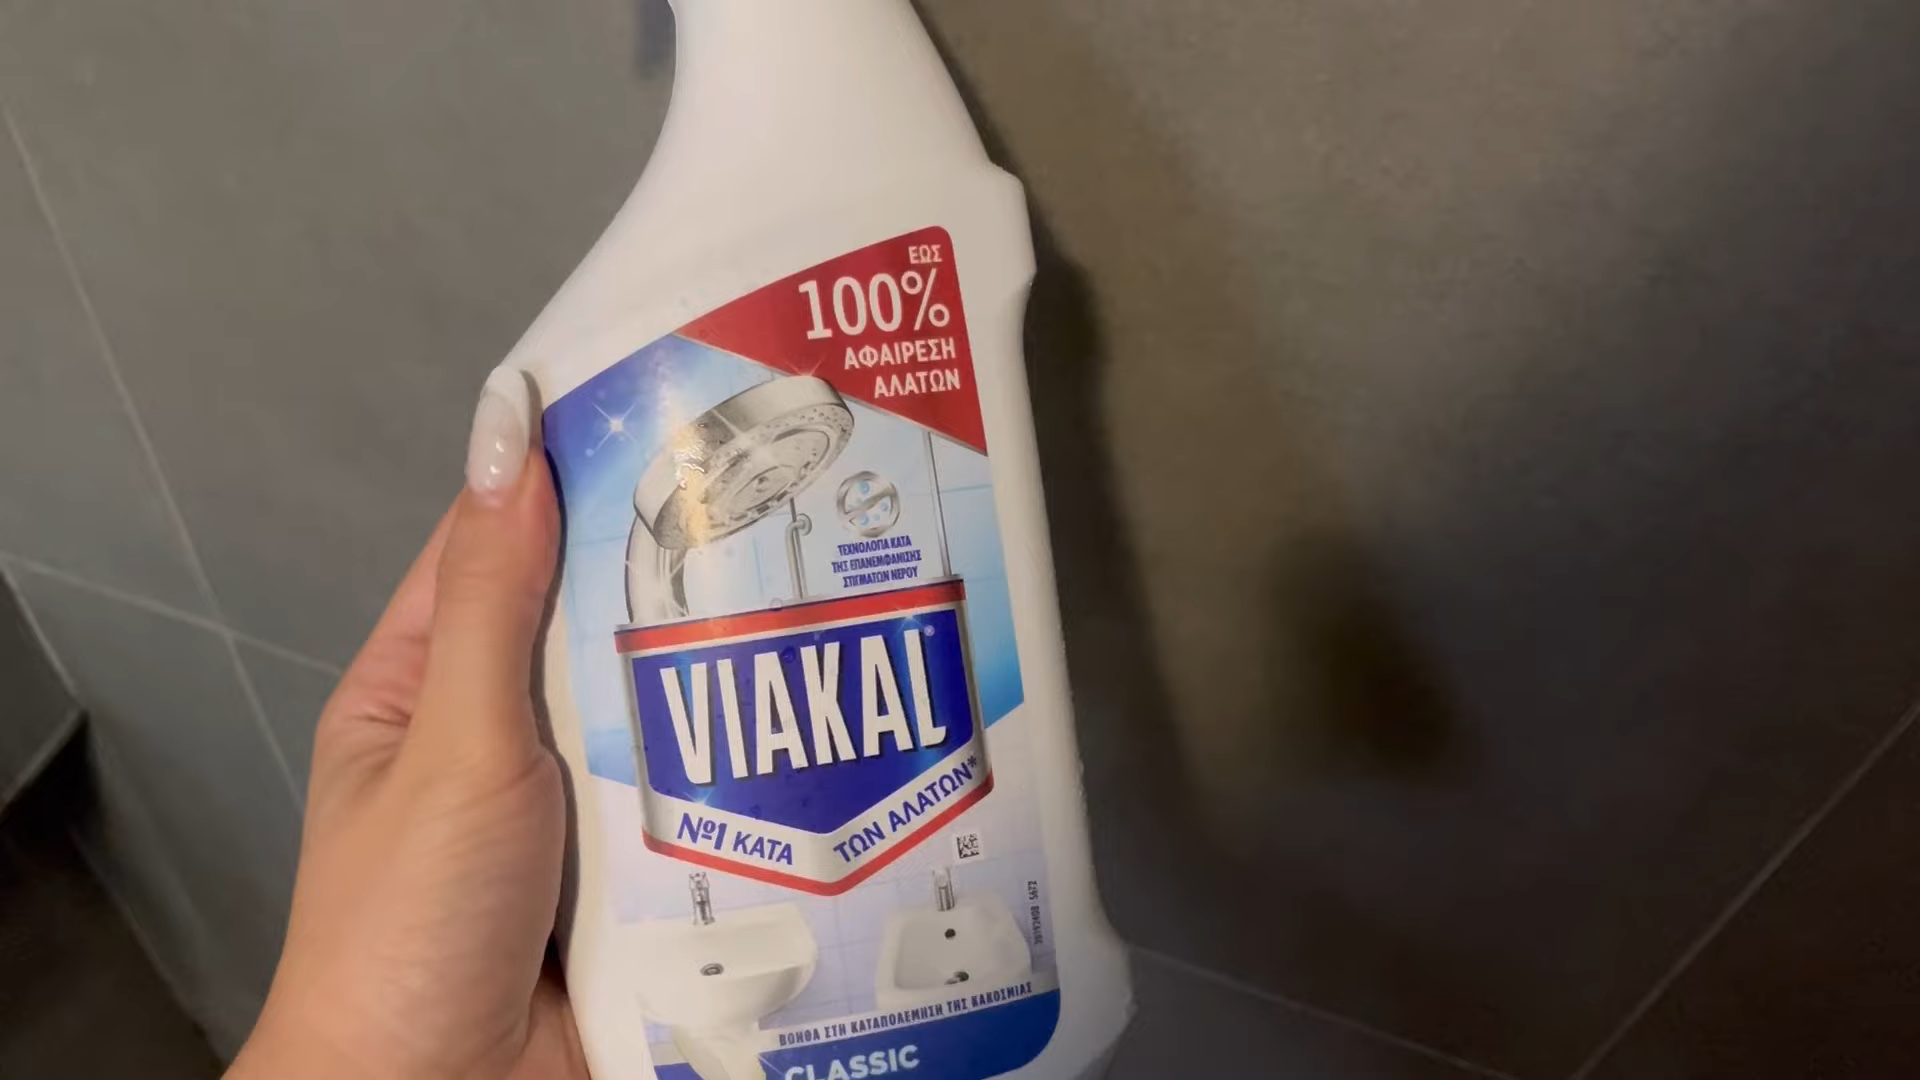 ΕΩΣ
100%
ΑΦΑΙΡΕΣΗ
ΑΛΑΤΩΝ
ΤΕΧΝΟΛΟΓΙΑ ΚΑΤΑ
ΤΗΣ ΕΠΑΝΕΜΦΑΝΙΣΗΣ
ΣΤΙΓΜΑΤΩΝ ΝΕΡΟΥ
VIAKAL®
Nº1 ΚΑΤΑ ΤΩΝ ΑΛΑΤΩΝ*
ΒΟΗΘΑ ΣΤΗ ΚΑΤΑΠΟΛΕΜΗΣΗ ΤΗΣ ΚΑΚΟΣΜΙΑΣ
CLASSIC